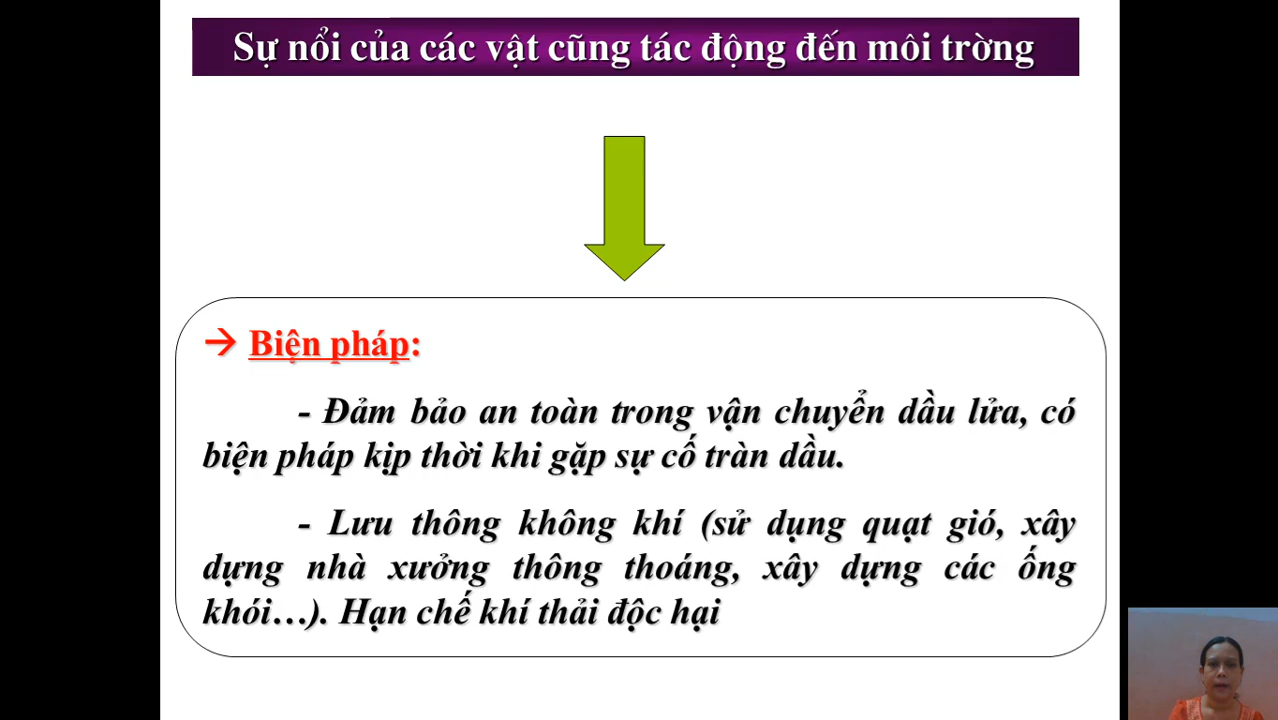 Sự nổi của các vật cũng tác động đến môi trờng
→ Biện pháp:
- Đảm bảo an toàn trong vận chuyển dầu lửa, có
biện pháp kịp thời khi gặp sự cố tràn dầu.
- Lưu thông không khí (sử dụng quạt gió, xây
dựng nhà xưởng thông thoáng, xây dựng các ống
khói…). Hạn chế khí thải độc hại